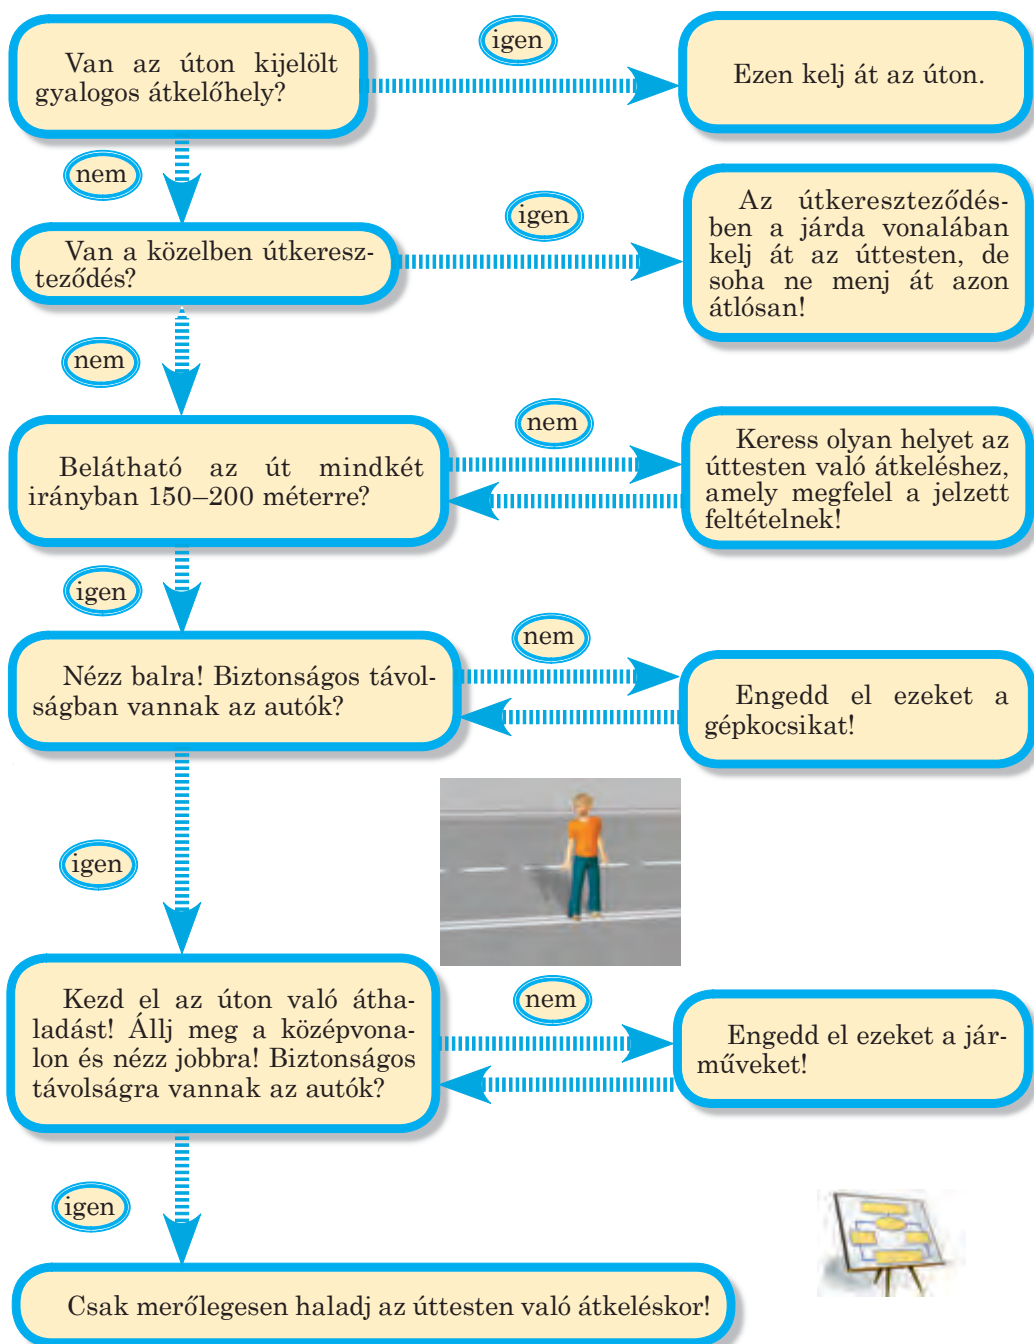 igen
Van az úton kijelölt
gyalogos átkelőhely?
Ezen kelj át az úton.
nem
igen
Van a közelben útkeresz-
teződés?
Az útkereszteződés-
ben a járda vonalában
kelj át az úttesten, de
soha ne menj át azon
átlósan!
nem
nem
Belátható az út mindkét
irányban 150–200 méterre?
Keress olyan helyet az
úttesten való átkeléshez,
amely megfelel a jelzett
feltételnek!
igen
nem
Nézz balra! Biztonságos távol-
ságban vannak az autók?
Engedd el ezeket a
gépkocsikat!
igen
nem
Kezd el az úton való átha-
ladást! Állj meg a középvona-
lon és nézz jobbra! Biztonságos
távolságra vannak az autók?
Engedd el ezeket a jár-
műveket!
igen
Csak merőlegesen haladj az úttesten való átkeléskor!